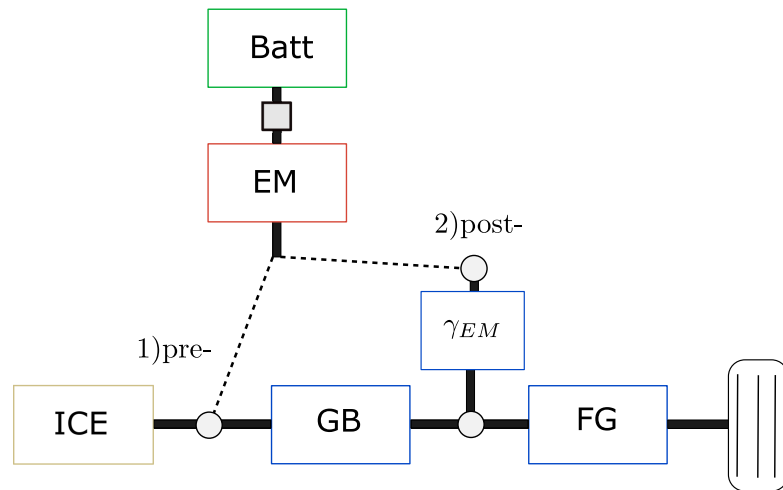 Batt
EM
2)post-
γEM
1)pre-
ICE
GB
FG